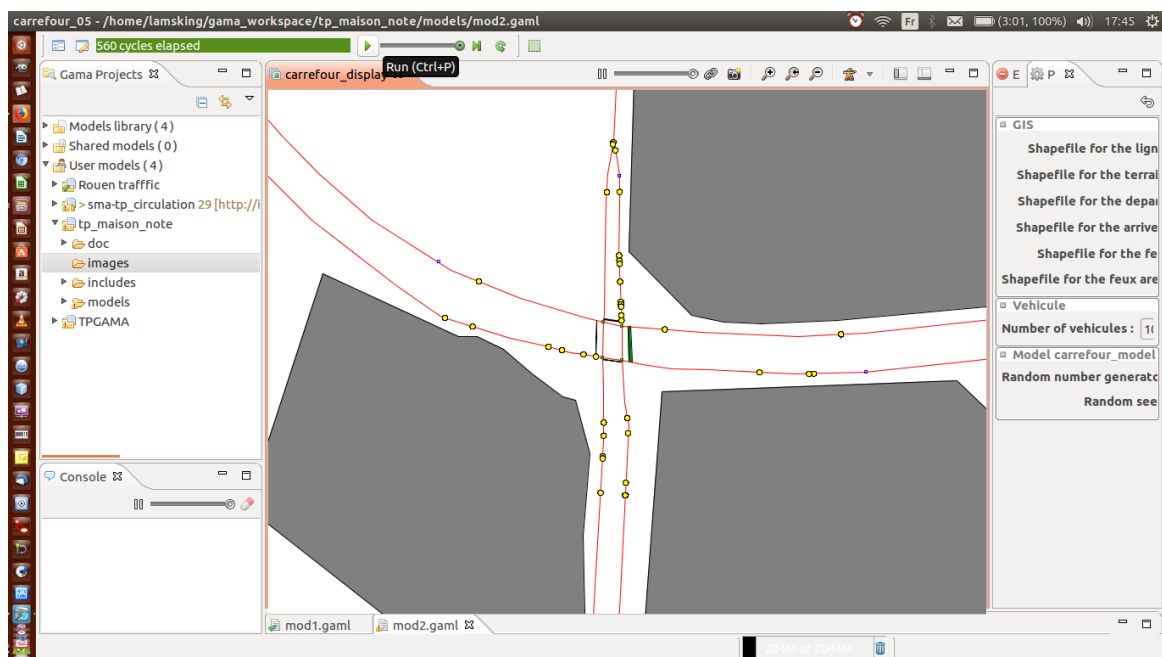 carrefour_05 - /home/lamsking/gama_workspace/tp_maison_note/models/mod2.gaml
Fr
(3:01, 100%)
17:45
560 cycles elapsed
Run (Ctrl+P)
Gama Projects
carrefour_display
E
P
Models library ( 4 )
Shared models ( 0 )
User models ( 4 )
Rouen trafffic
> sma-tp_circulation 29 [http://i
tp_maison_note
doc
images
includes
models
TPGAMA
GIS
Shapefile for the lign
Shapefile for the terrai
Shapefile for the depar
Shapefile for the arrive
Shapefile for the fe
Shapefile for the feux are
Vehicule
Number of vehicules :
Model carrefour_model
Random number generatc
Random see
Console
mod1.gaml
mod2.gaml
204M of 2044M